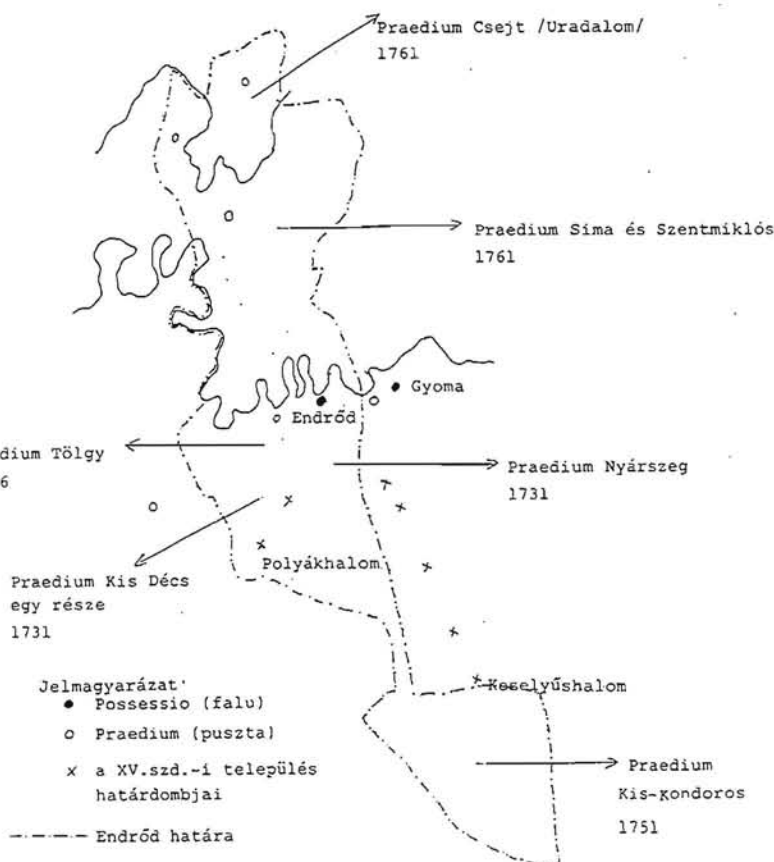 Praedium Csejt /Uradalom/
1761
Praedium Sima és Szentmiklós
1761
Gyoma
Endrőd
dium Tölgy
6
Praedium Nyárszeg
1731
Polyákhalom
Praedium Kis Décs
egy része
1731
Keselyűshalom
Jelmagyarázat
Possessio (falu)
Praedium (puszta)
a XV.szd.-i település
határdombjai
Endrőd határa
Praedium
Kis-Kondoros
1751